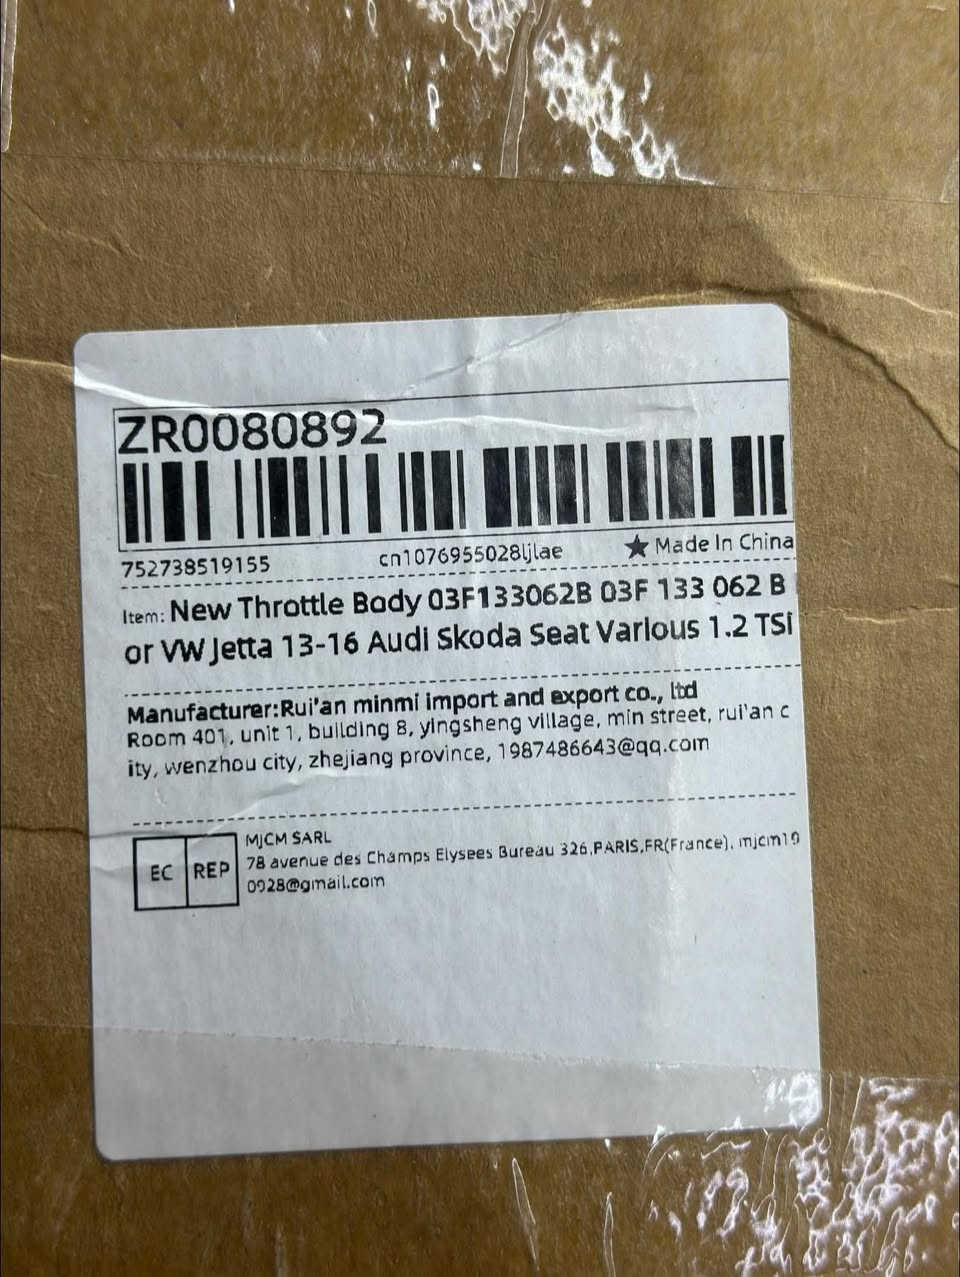 ZR0080892
752738519155 cn1076955028ljlae ★ Made In China
Item: New Throttle Body 03F133062B 03F 133 062 B
or VW Jetta 13-16 Audi Skoda Seat Various 1.2 TSi
Manufacturer:Rui'an minmi import and export co., ltd
Room 401, unit 1, building 8, yingsheng village, min street, rui'an c
ity, wenzhou city, zhejiang province, 1987486643@qq.com
EC REP
MJCM SARL
78 avenue des Champs Elysees Bureau 326,PARIS,FR(France), mjcm19
0928@gmail.com